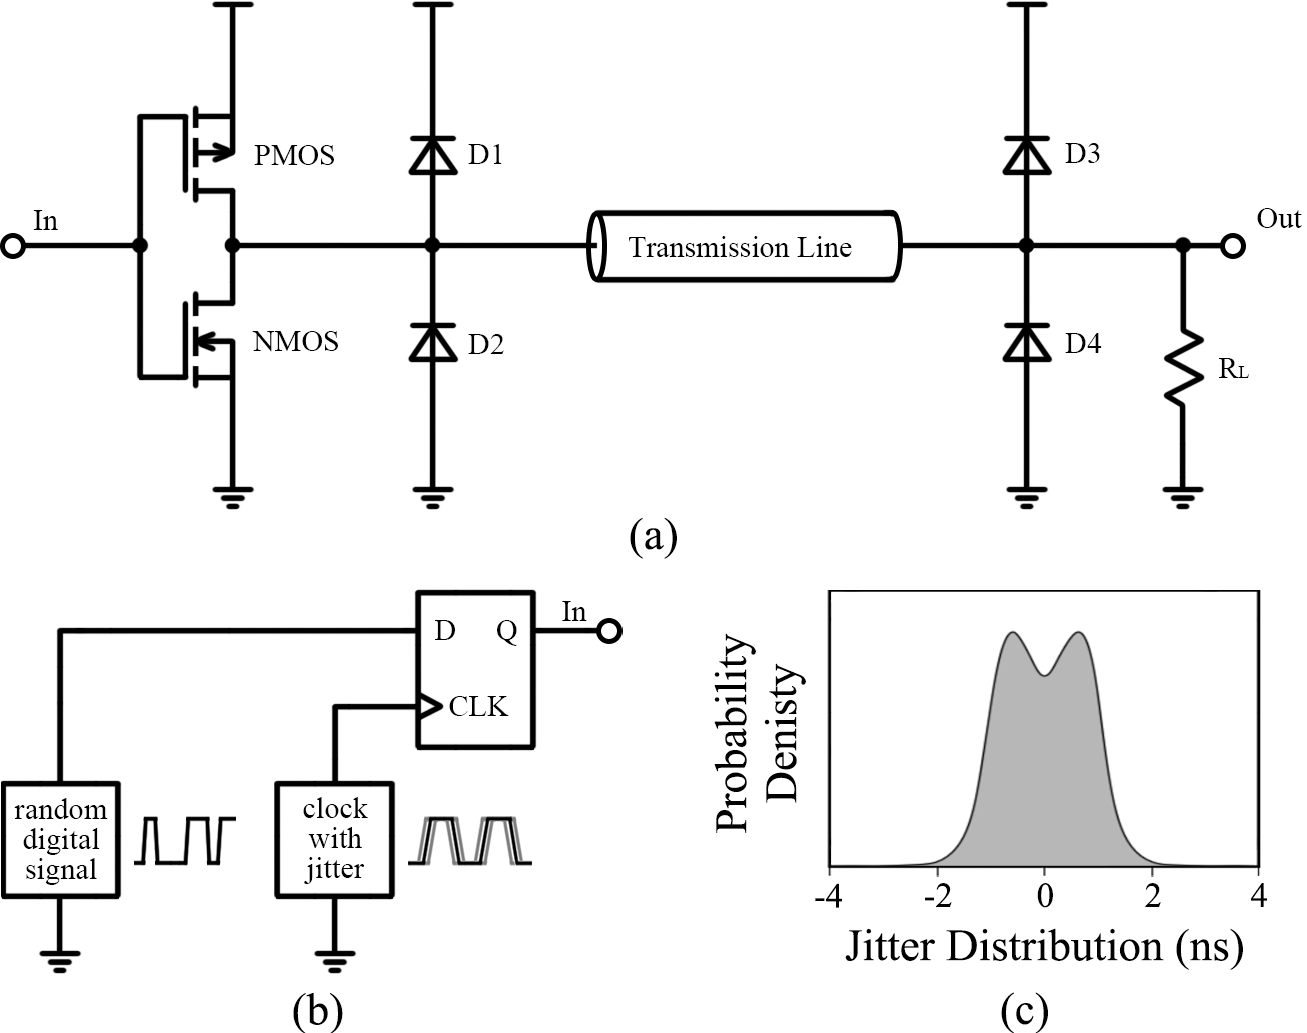 In
PMOS
NMOS
D1
D2
Transmission Line
D3
D4
Out
RL
(a)
random
digital
signal
clock
with
jitter
D Q
CLK
In
(b)
Probability
Denisty
-4 -2 0 2 4
Jitter Distribution (ns)
(c)